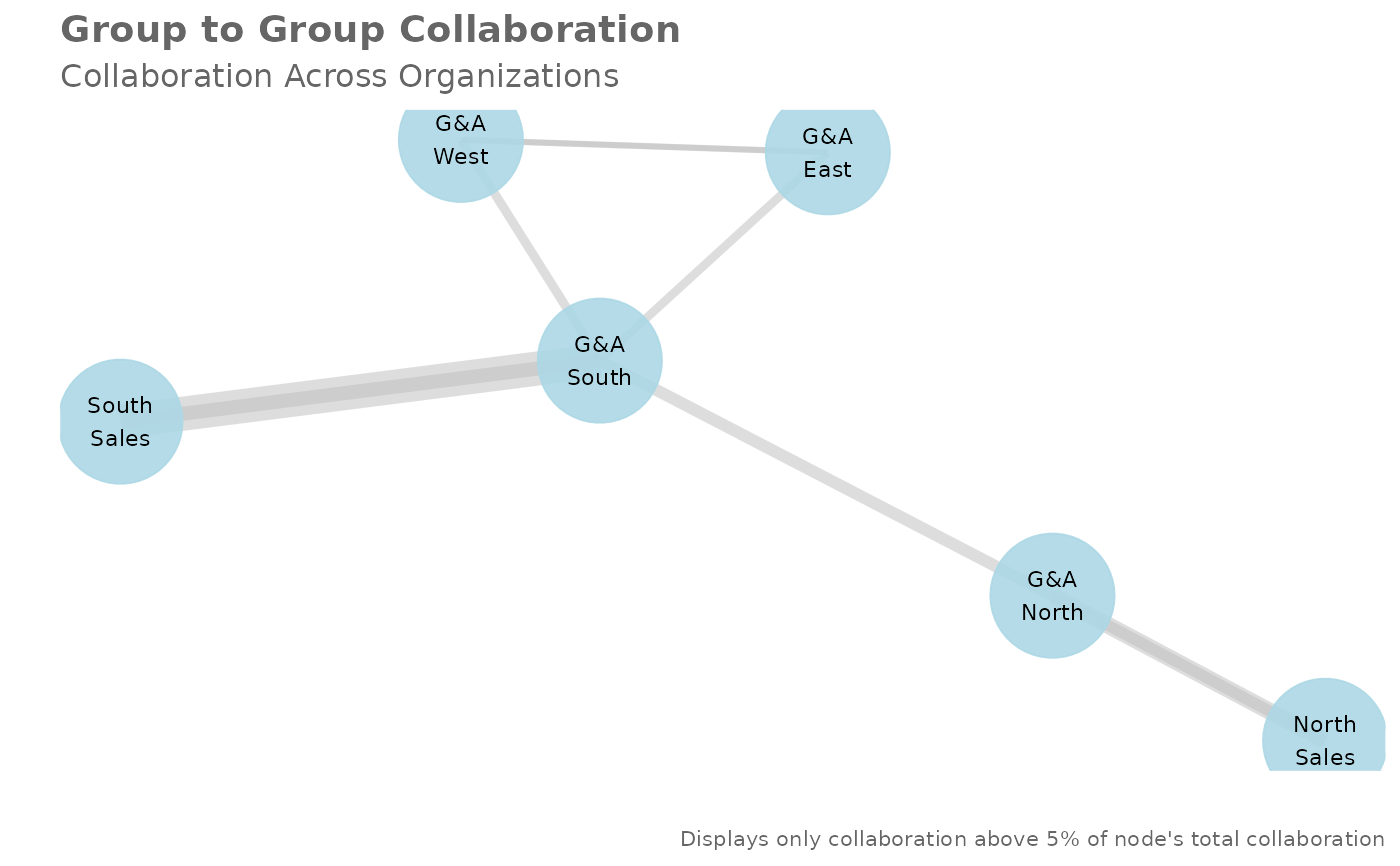 Group to Group Collaboration
Collaboration Across Organizations
G&A
West
G&A
East
G&A
South
South
Sales
G&A
North
North
Sales
Displays only collaboration above 5% of node's total collaboration